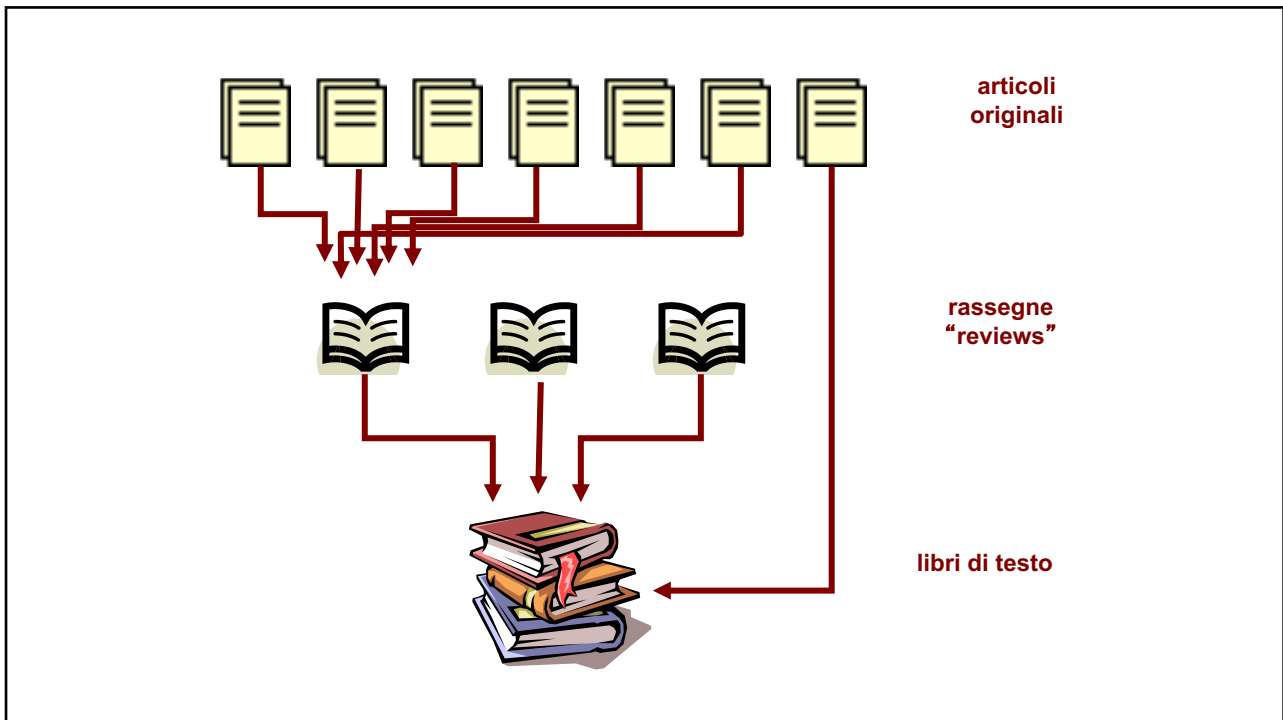 articoli
originali
rassegne
“reviews”
libri di testo